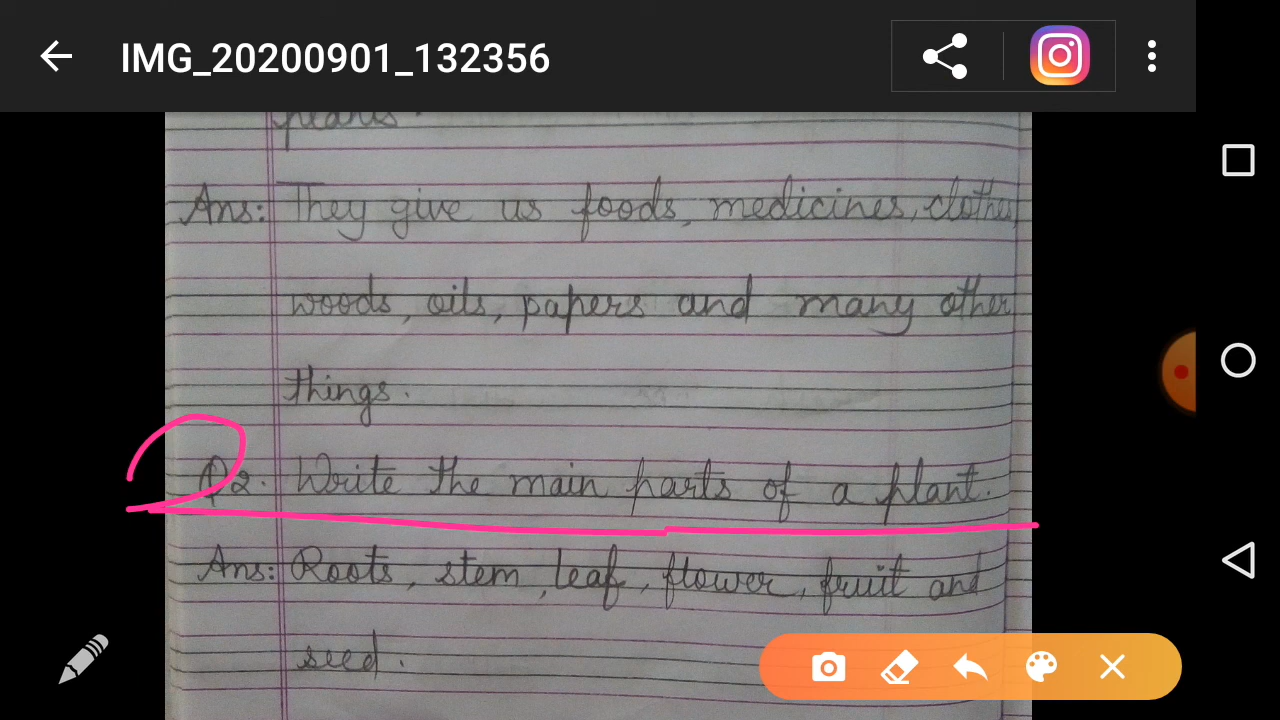 IMG_20200901_132356
plants.
Ans: They give us foods, medicines, clothes,
woods, oils, papers and many other
things.
Q2. Write the main parts of a plant.
Ans: Roots, stem, leaf, flower, fruit and
seed.